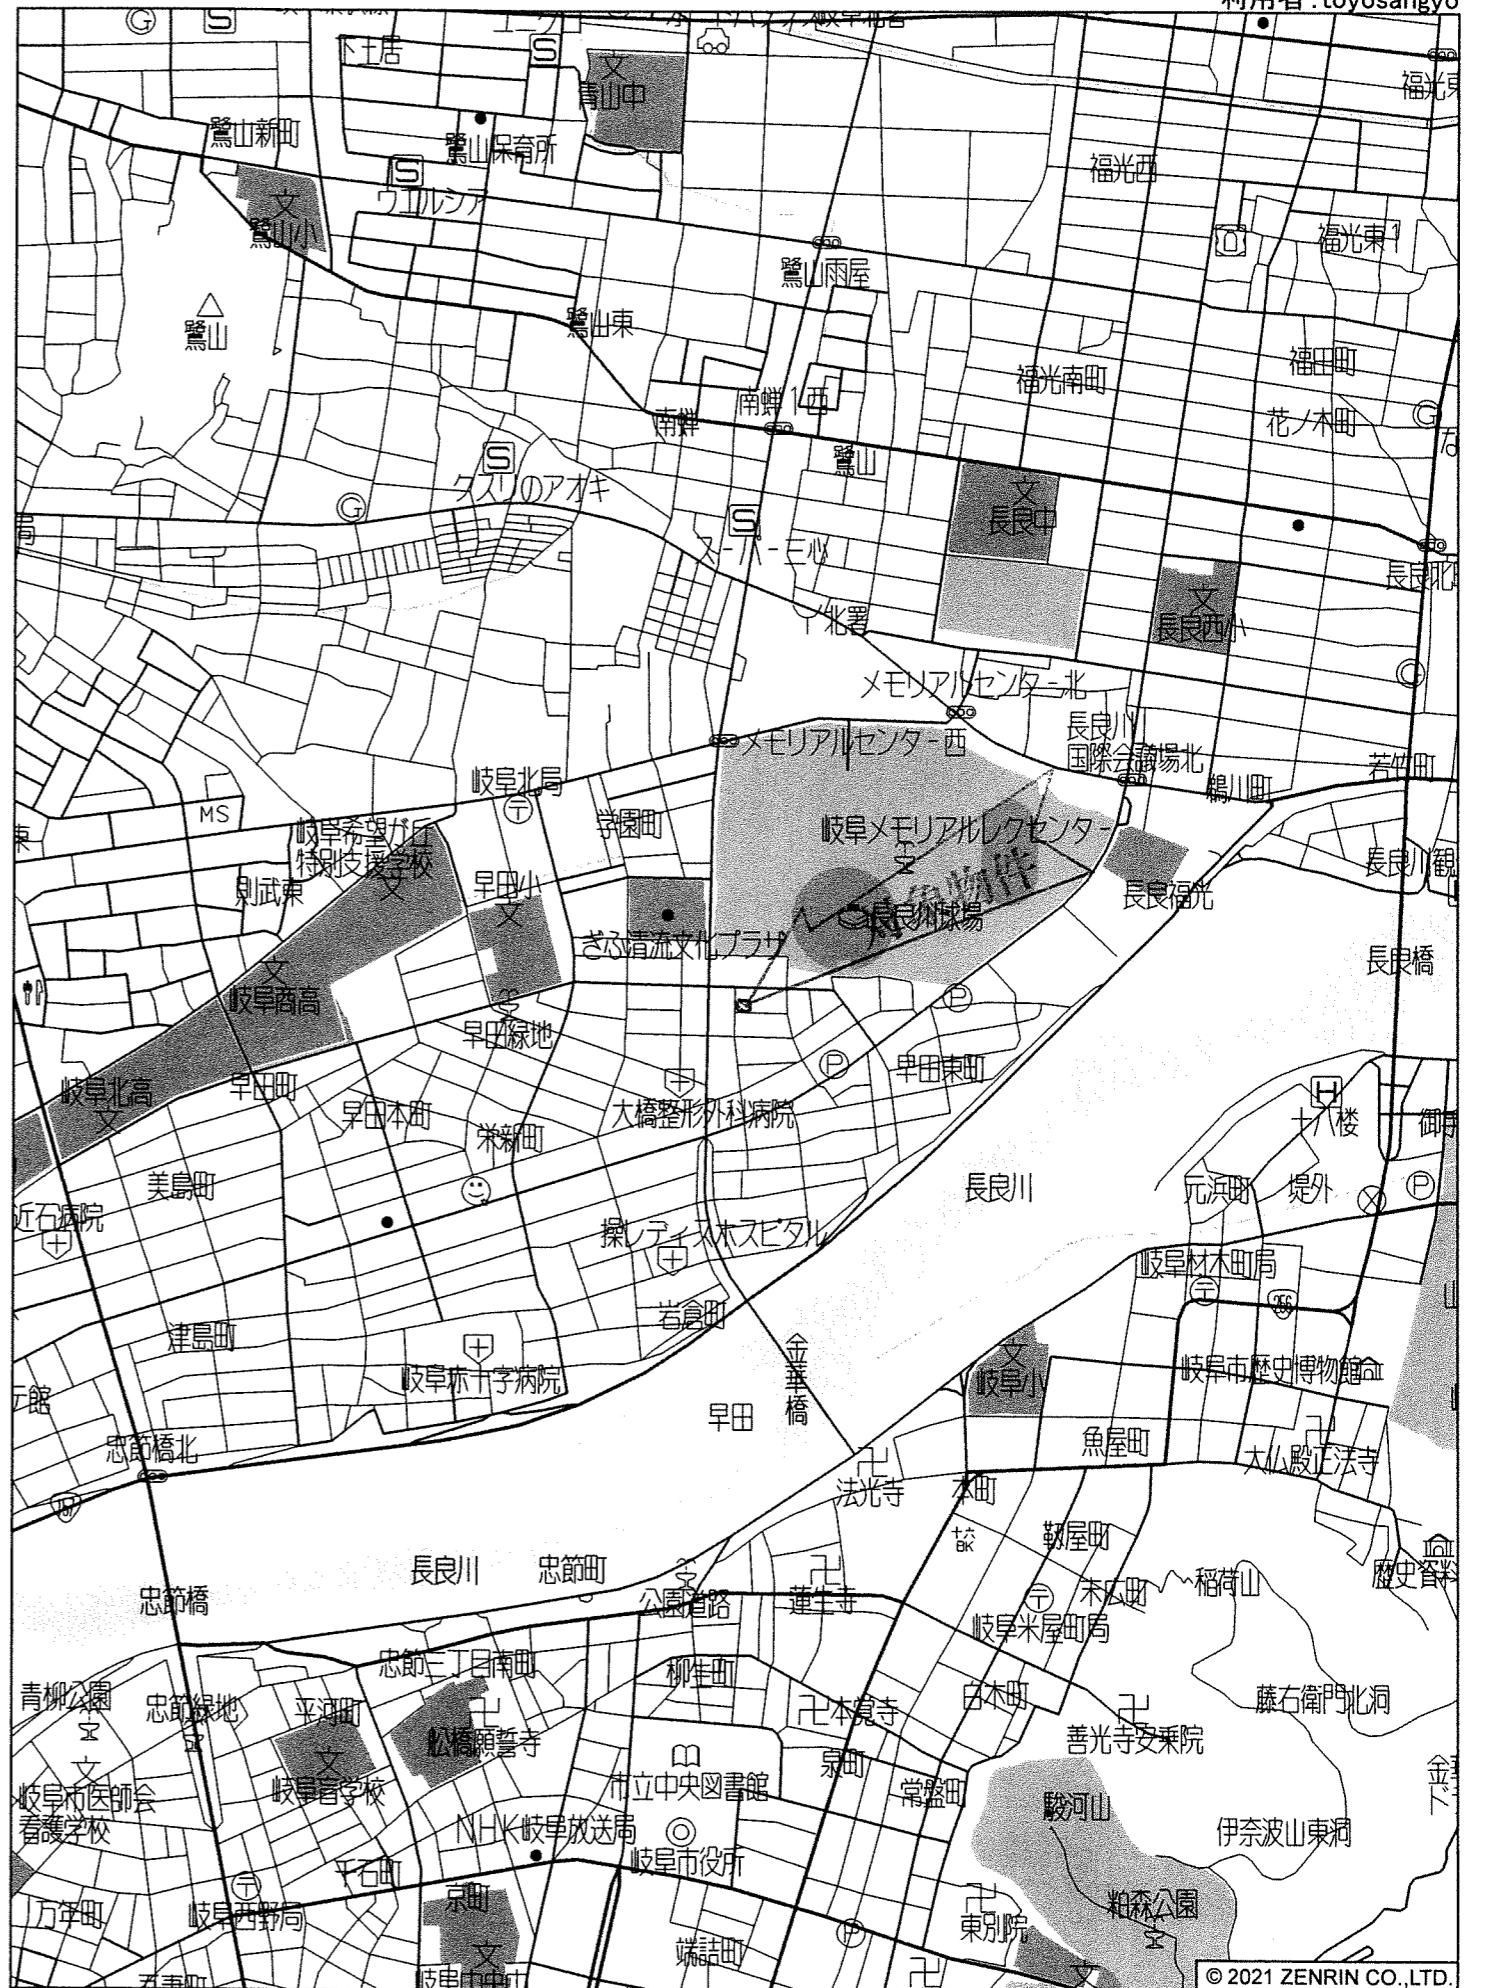 利用者 : toyosangyo
下土居
青山中
福光東
鷺山新町
鷺山保育所
福光西
ウエルシア
鷺山小
福光東1
鷺山雨屋
鷺山
鷺山東
福田町
福光南町
南蝉1西
花ノ木町
南蝉
鷺山
クスリのアオキ
長良中
スーパー三心
長良西小
北署
メモリアルセンター北
長良川
国際会議場北
メモリアルセンター西
若竹町
岐阜北局
鵜川町
MS
学園町
岐阜メモリアルレクセンター
岐阜希望が丘
特別支援学校
則武東
早田小
対象物件
長良福光
長良川球場
ぎふ清流文化プラザ
長良橋
岐阜商高
早田緑地
早田東町
岐阜北高
早田町
早田本町
大橋整形外科病院
栄新町
十八楼
長良川
元浜町
堤外
美島町
近石病院
操レディスホスピタル
岐阜材木町局
256
岩倉町
津島町
金華橋
岐阜小
岐阜市歴史博物館
岐阜赤十字病院
早田
忠節橋北
魚屋町
大仏殿正法寺
法光寺
本町
157
十六
BK
靱屋町
長良川
忠節町
稲荷山
歴史資料
忠節橋
公園道路
蓮生寺
末広町
岐阜米屋町局
忠節三丁目南町
柳生町
青柳公園
忠節緑地
平河町
本覚寺
白木町
藤右衛門北洞
善光寺安乗院
松橋願誓寺
泉町
岐阜盲学校
市立中央図書館
常盤町
駿河山
岐阜市医師会
看護学校
NHK岐阜放送局
伊奈波山東洞
岐阜市役所
千石町
京町
粕森公園
万年町
岐阜西野局
東別院
端詰町
吾妻町
© 2021 ZENRIN CO.,LTD.